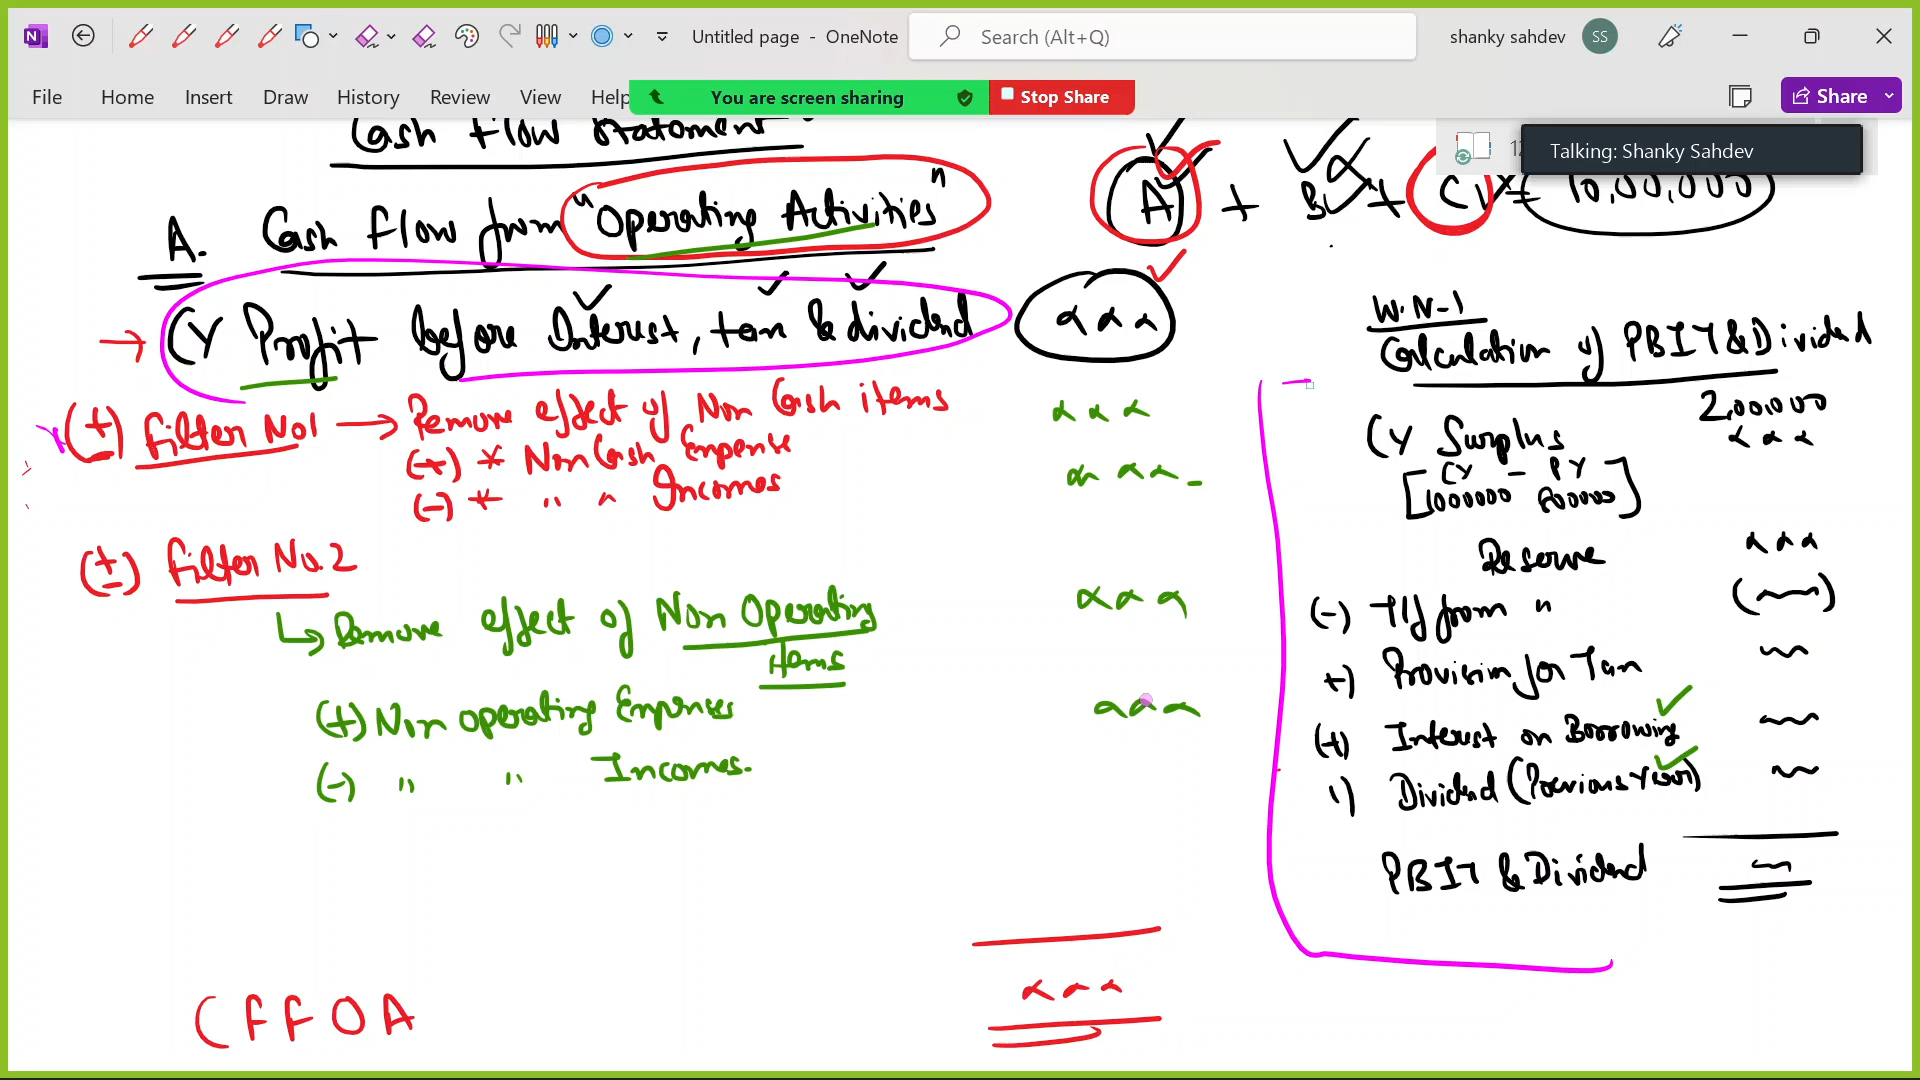 Untitled page - OneNote
Search (Alt+Q)
shanky sahdev
SS
File
Home
Insert
Draw
History
Review
View
Help
You are screen sharing
Stop Share
Share
Talking: Shanky Sahdev
Cash Flow Statement
A + B + C = 10,00,000
A. Cash Flow from "Operating Activities"
CY Profit before Interest, tax & dividend xxx
(±) Filter No1 → Remove effect of Non Cash items xxx
(+) * Non Cash Expense xxx
(-) * " " Incomes
(±) Filter No.2
↳ Remove effect of Non Operating xxx
items
(+) Non operating Expenses xxx
(-) " " Incomes.
CFFOA xxx
W.N-1
Calculation of PBIT & Dividend
2,00,000
CY Surplus xxx
CY - PY
[1000000 800000]
Reserve xxx
(-) T/f from "
+) Provision for Tax
(+) Interest on Borrowing
Dividend (Previous Year)
PBIT & Dividend